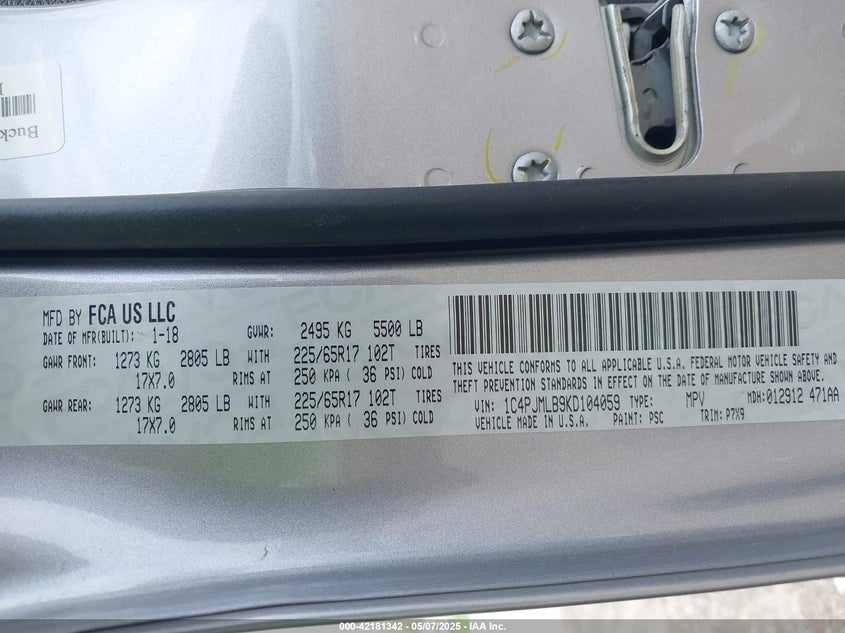 Buck
MFD BY FCA US LLC
DATE OF MFR(BUILT): 1-18 GVWR: 2495 KG 5500 LB
GAWR FRONT: 1273 KG 2805 LB WITH 225/65R17 102T TIRES
17X7.0 RIMS AT 250 KPA ( 36 PSI) COLD
GAWR REAR: 1273 KG 2805 LB WITH 225/65R17 102T TIRES
17X7.0 RIMS AT 250 KPA ( 36 PSI) COLD
THIS VEHICLE CONFORMS TO ALL APPLICABLE U.S.A. FEDERAL MOTOR VEHICLE SAFETY AND
THEFT PREVENTION STANDARDS IN EFFECT ON THE DATE OF MANUFACTURE SHOWN ABOVE.
VIN: 1C4PJMLB9KD104059 TYPE: MPV MDH: 012912 471AA
VEHICLE MADE IN U.S.A. PAINT: PSC TRIM: P7X9
000-42181342 — 05/07/2025 - IAA Inc.